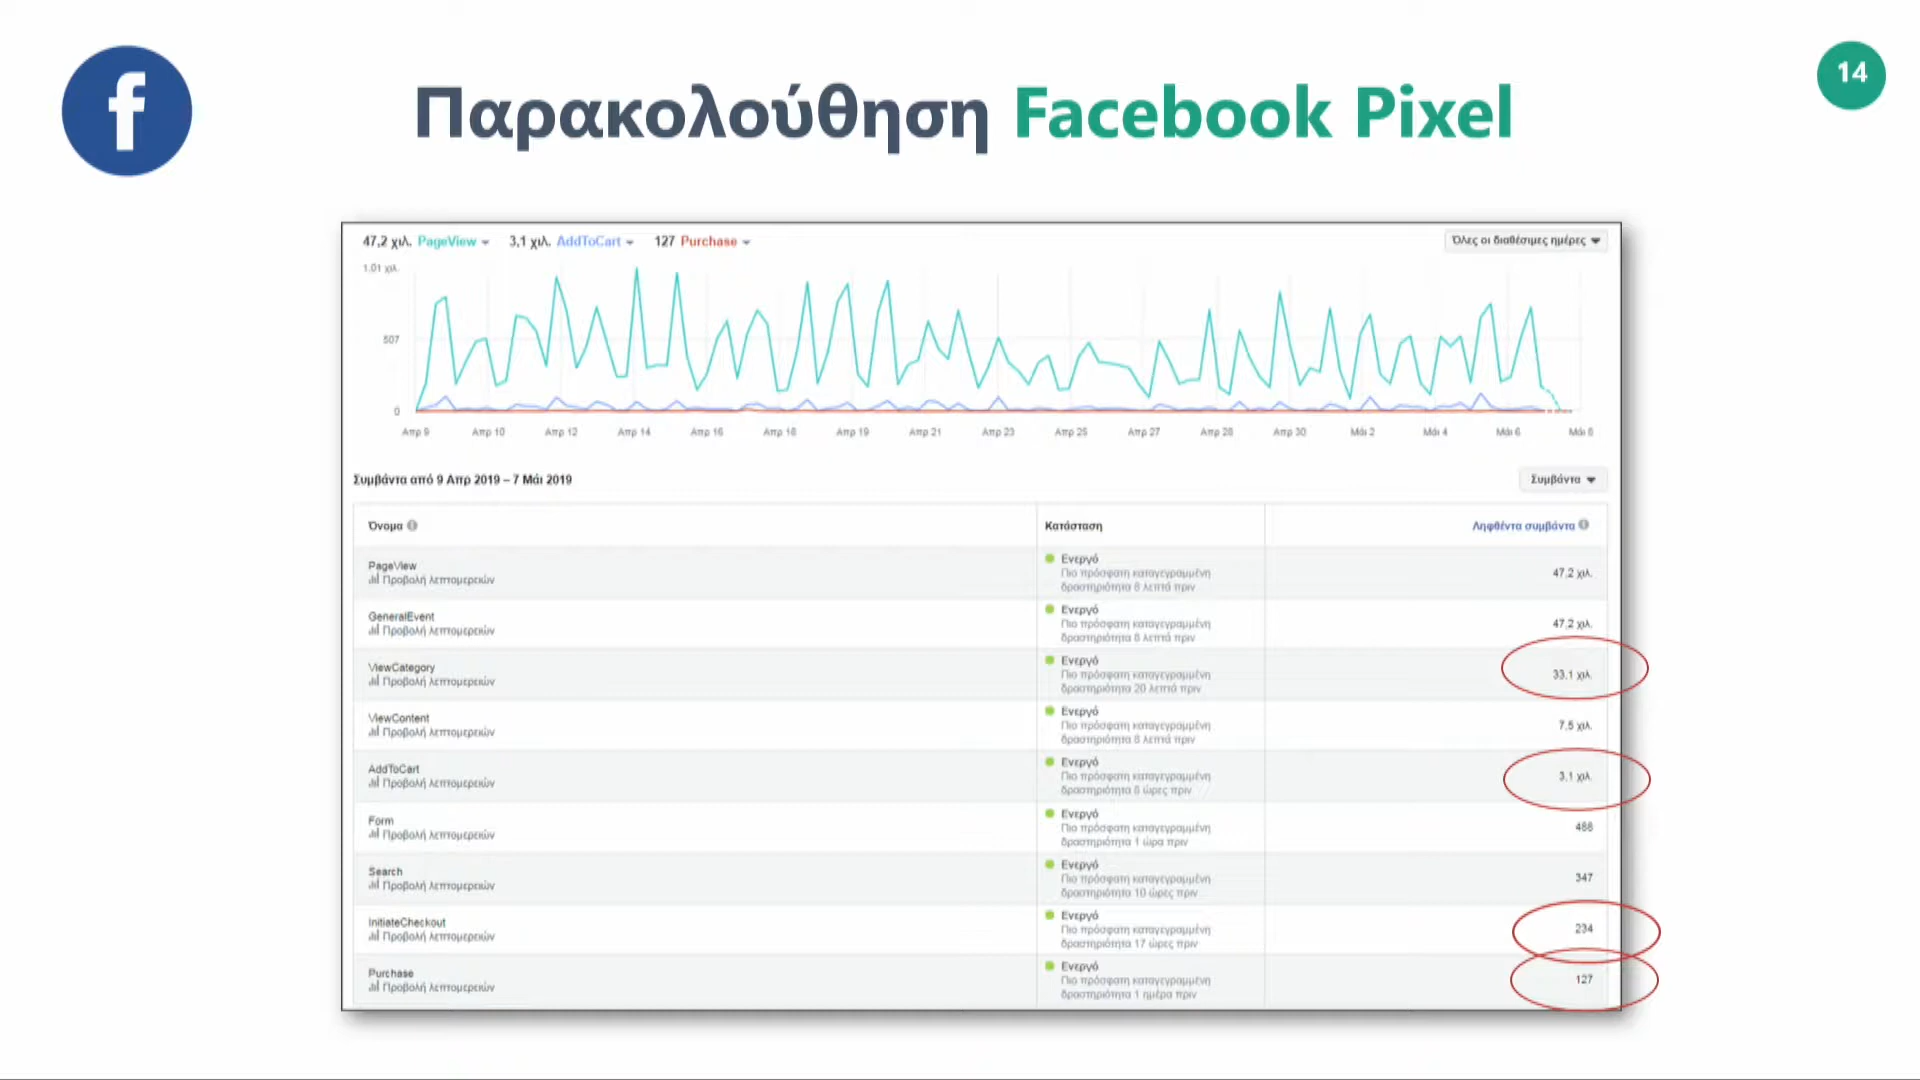 14
Παρακολούθηση Facebook Pixel
47,2 χιλ. PageView 3,1 χιλ. AddToCart 127 Purchase
Όλες οι διαθέσιμες ημέρες
1.01 χιλ.
507
0
Απρ 9 Απρ 10 Απρ 12 Απρ 14 Απρ 16 Απρ 18 Απρ 19 Απρ 21 Απρ 23 Απρ 25 Απρ 27 Απρ 28 Απρ 30 Μάι 2 Μάι 4 Μάι 6 Μάι 8
Συμβάντα από 9 Απρ 2019 – 7 Μάι 2019
Συμβάντα
Όνομα Κατάσταση Ληφθέντα συμβάντα
PageView
Προβολή λεπτομερειών
Ενεργό
Πιο πρόσφατη καταγεγραμμένη
δραστηριότητα 8 λεπτά πριν
47,2 χιλ.
GeneralEvent
Προβολή λεπτομερειών
Ενεργό
Πιο πρόσφατη καταγεγραμμένη
δραστηριότητα 8 λεπτά πριν
47,2 χιλ.
ViewCategory
Προβολή λεπτομερειών
Ενεργό
Πιο πρόσφατη καταγεγραμμένη
δραστηριότητα 20 λεπτά πριν
33,1 χιλ.
ViewContent
Προβολή λεπτομερειών
Ενεργό
Πιο πρόσφατη καταγεγραμμένη
δραστηριότητα 8 λεπτά πριν
7,5 χιλ.
AddToCart
Προβολή λεπτομερειών
Ενεργό
Πιο πρόσφατη καταγεγραμμένη
δραστηριότητα 8 ώρες πριν
3,1 χιλ.
Form
Προβολή λεπτομερειών
Ενεργό
Πιο πρόσφατη καταγεγραμμένη
δραστηριότητα 1 ώρα πριν
488
Search
Προβολή λεπτομερειών
Ενεργό
Πιο πρόσφατη καταγεγραμμένη
δραστηριότητα 10 ώρες πριν
347
InitiateCheckout
Προβολή λεπτομερειών
Ενεργό
Πιο πρόσφατη καταγεγραμμένη
δραστηριότητα 17 ώρες πριν
234
Purchase
Προβολή λεπτομερειών
Ενεργό
Πιο πρόσφατη καταγεγραμμένη
δραστηριότητα 1 ημέρα πριν
127